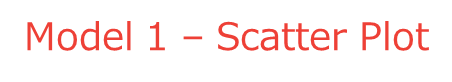 Model 1 – Scatter Plot